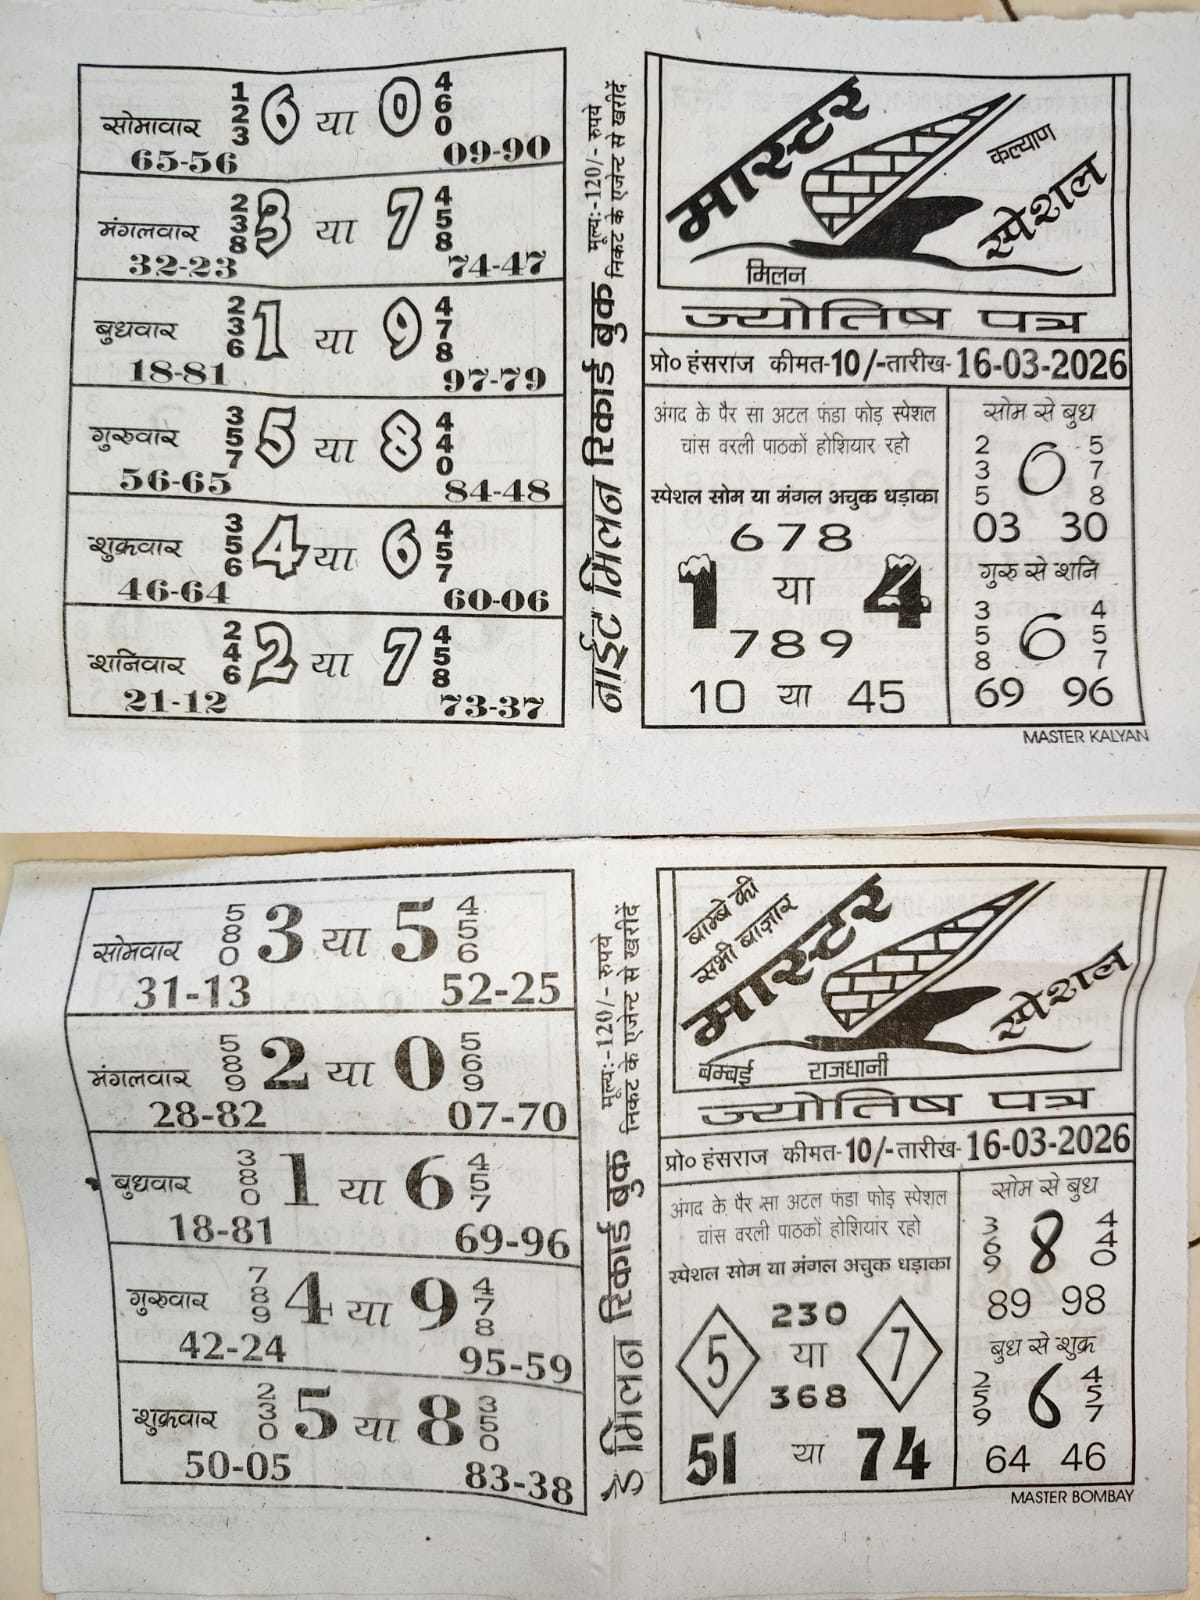 सोमावार
1
2
3
6 या 0
4
6
0
65-56
09-90
मंगलवार
2
3
8
3 या 7
4
5
8
32-23
74-47
बुधवार
2
3
6
1 या 9
4
7
8
18-81
97-79
गुरुवार
3
5
7
5 या 8
4
4
0
56-65
84-48
शुक्रवार
3
5
6
4 या 6
4
5
7
46-64
60-06
शनिवार
2
4
6
2 या 7
4
5
8
21-12
73-37
नाईट मिलन रिकार्ड बुक
मूल्य:-120/- रुपये
निकट के एजेन्ट से खरीदें
मास्टर
कल्याण
स्पेशल
मिलन
ज्योतिष पत्र
प्रो० हंसराज कीमत-10/-तारीख-16-03-2026
अंगद के पैर सा अटल फंडा फोड़ स्पेशल
चांस वरली पाठकों होशियार रहो
स्पेशल सोम या मंगल अचुक धड़ाका
678
1 या 4
789
10 या 45
सोम से बुध
2
3
5
0
5
7
8
03 30
गुरु से शनि
3
5
8
6
4
5
7
69 96
MASTER KALYAN
सोमवार
5
8
0
3 या 5
4
5
6
31-13
52-25
मंगलवार
5
8
9
2 या 0
5
6
9
28-82
07-70
बुधवार
3
8
0
1 या 6
4
5
7
18-81
69-96
गुरुवार
7
8
9
4 या 9
4
7
8
42-24
95-59
शुक्रवार
2
3
0
5 या 8
3
5
0
50-05
83-38
डे मिलन रिकार्ड बुक
मूल्य:-120/- रुपये
निकट के एजेन्ट से खरीदें
बाम्बे की
सभी बाज़ार
मास्टर
स्पेशल
बम्बई राजधानी
ज्योतिष पत्र
प्रो० हंसराज कीमत-10/-तारीख-16-03-2026
अंगद के पैर सा अटल फंडा फोड़ स्पेशल
चांस वरली पाठकों होशियार रहो
स्पेशल सोम या मंगल अचुक धड़ाका
230
5 या 7
368
51 या 74
सोम से बुध
3
6
9
8
4
4
0
89 98
बुध से शुक्र
2
5
9
6
4
5
7
64 46
MASTER BOMBAY